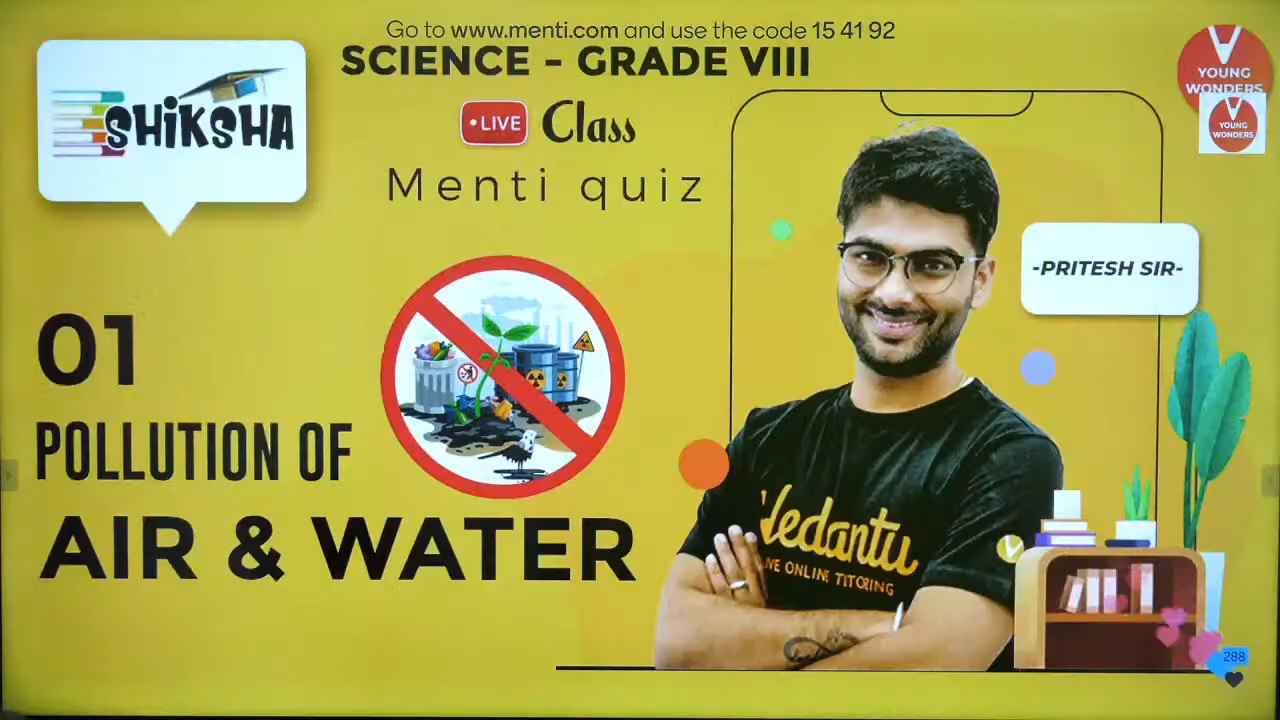 Go to www.menti.com and use the code 15 41 92
SCIENCE - GRADE VIII
SHiKSHA
YOUNG
WONDERS
YOUNG
WONDERS
• LIVE Class
Menti quiz
-PRITESH SIR-
01
POLLUTION OF
AIR & WATER
Vedantu
LIVE ONLINE TUTORING
288